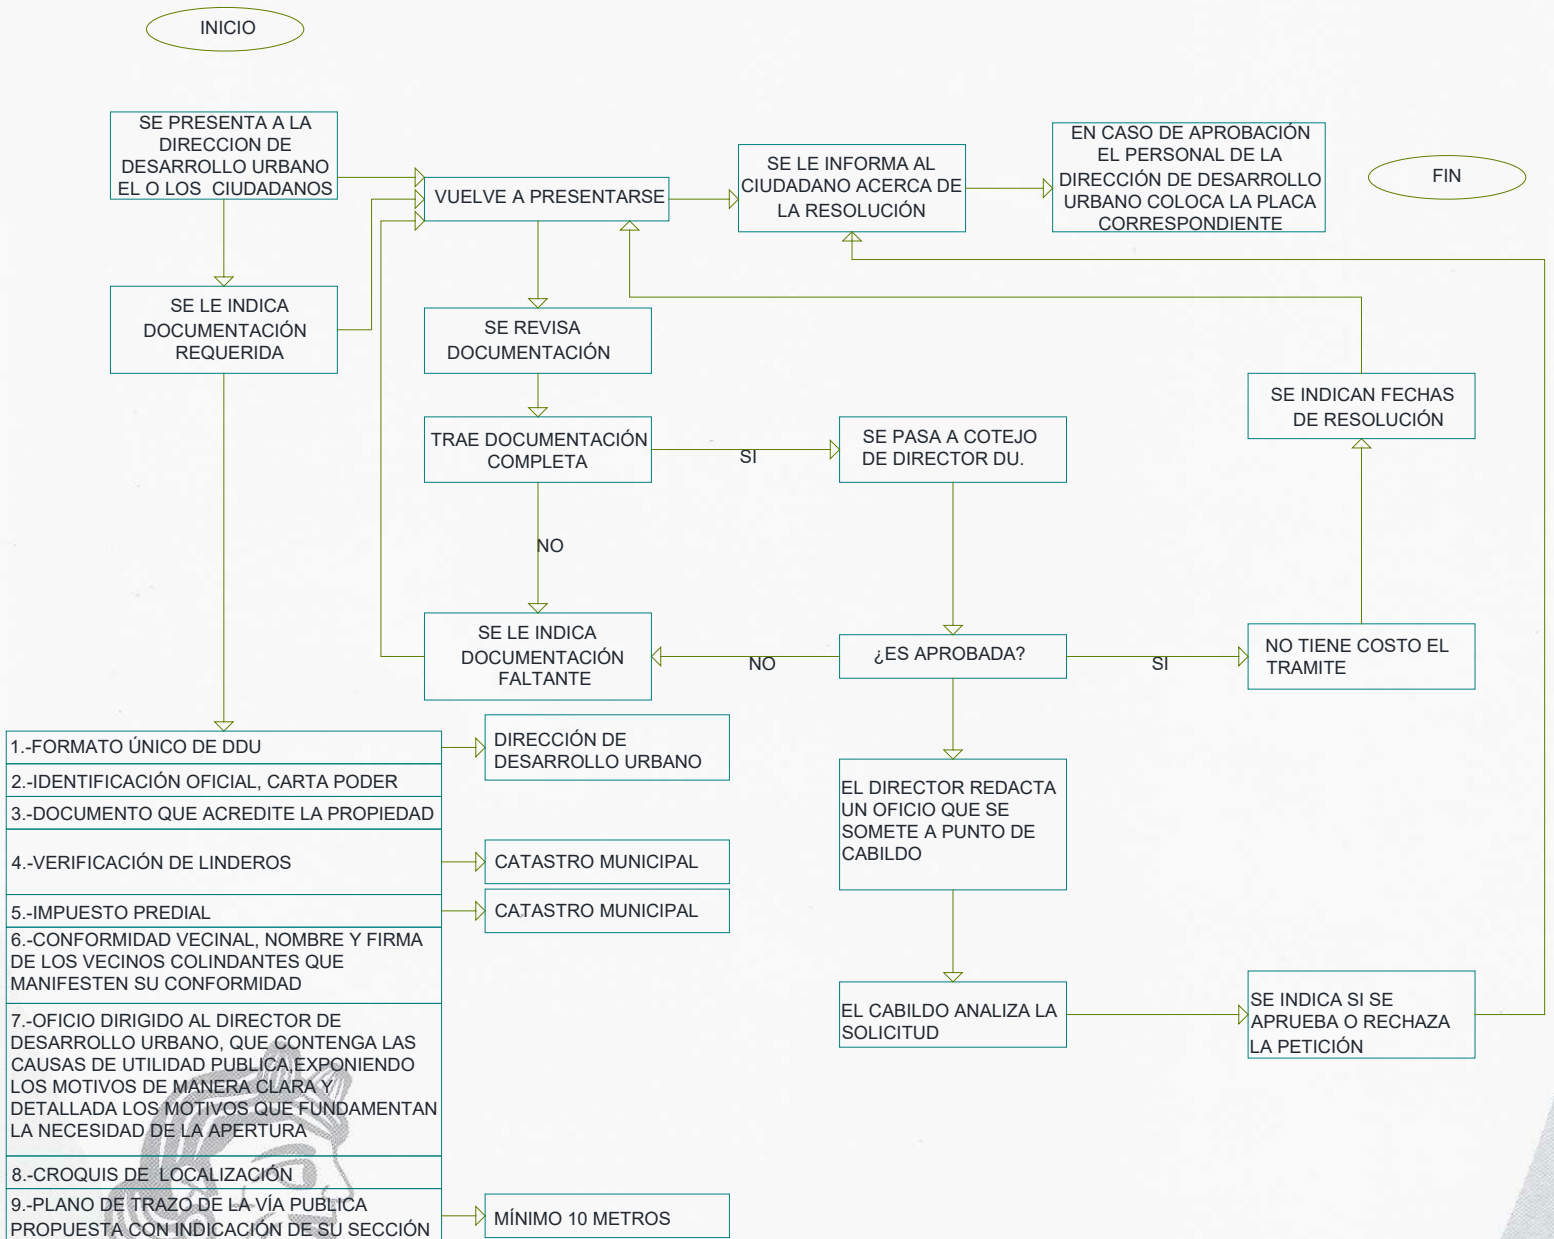 INICIO
SE PRESENTA A LA
DIRECCION DE
DESARROLLO URBANO
EL O LOS CIUDADANOS
VUELVE A PRESENTARSE
SE LE INFORMA AL
CIUDADANO ACERCA DE
LA RESOLUCIÓN
EN CASO DE APROBACIÓN
EL PERSONAL DE LA
DIRECCIÓN DE DESARROLLO
URBANO COLOCA LA PLACA
CORRESPONDIENTE
FIN
SE LE INDICA
DOCUMENTACIÓN
REQUERIDA
SE REVISA
DOCUMENTACIÓN
SE INDICAN FECHAS
DE RESOLUCIÓN
TRAE DOCUMENTACIÓN
COMPLETA
SI
SE PASA A COTEJO
DE DIRECTOR DU.
NO
SE LE INDICA
DOCUMENTACIÓN
FALTANTE
NO
¿ES APROBADA?
SI
NO TIENE COSTO EL
TRAMITE
1.-FORMATO ÚNICO DE DDU
DIRECCIÓN DE
DESARROLLO URBANO
2.-IDENTIFICACIÓN OFICIAL, CARTA PODER
3.-DOCUMENTO QUE ACREDITE LA PROPIEDAD
4.-VERIFICACIÓN DE LINDEROS
CATASTRO MUNICIPAL
5.-IMPUESTO PREDIAL
CATASTRO MUNICIPAL
6.-CONFORMIDAD VECINAL, NOMBRE Y FIRMA
DE LOS VECINOS COLINDANTES QUE
MANIFESTEN SU CONFORMIDAD
7.-OFICIO DIRIGIDO AL DIRECTOR DE
DESARROLLO URBANO, QUE CONTENGA LAS
CAUSAS DE UTILIDAD PUBLICA,EXPONIENDO
LOS MOTIVOS DE MANERA CLARA Y
DETALLADA LOS MOTIVOS QUE FUNDAMENTAN
LA NECESIDAD DE LA APERTURA
8.-CROQUIS DE LOCALIZACIÓN
9.-PLANO DE TRAZO DE LA VÍA PUBLICA
PROPUESTA CON INDICACIÓN DE SU SECCIÓN
MÍNIMO 10 METROS
EL DIRECTOR REDACTA
UN OFICIO QUE SE
SOMETE A PUNTO DE
CABILDO
EL CABILDO ANALIZA LA
SOLICITUD
SE INDICA SI SE
APRUEBA O RECHAZA
LA PETICIÓN